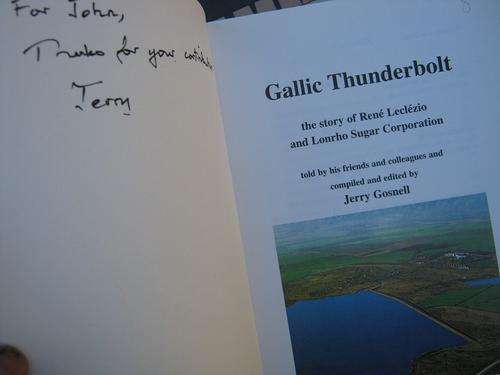 For John,
Thanks for your contribution
Jerry
Gallic Thunderbolt
the story of René Leclézio
and Lonrho Sugar Corporation
told by his friends and colleagues and
compiled and edited by
Jerry Gosnell